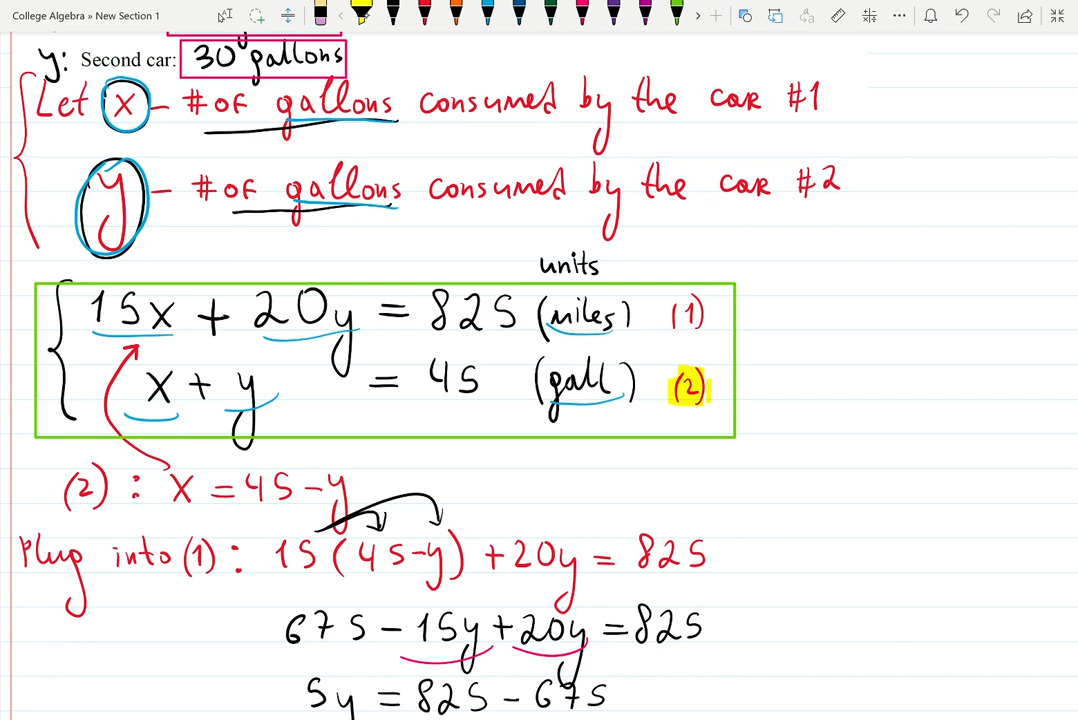 College Algebra » New Section 1
y: Second car: 30 gallons
Let x - # of gallons consumed by the car #1
y - # of gallons consumed by the car #2
units
15x + 20y = 825 (miles) (1)
x + y = 45 (gall) (2)
(2) : x = 45 - y
Plug into (1) : 15(45-y) + 20y = 825
675 - 15y + 20y = 825
5y = 825 - 675